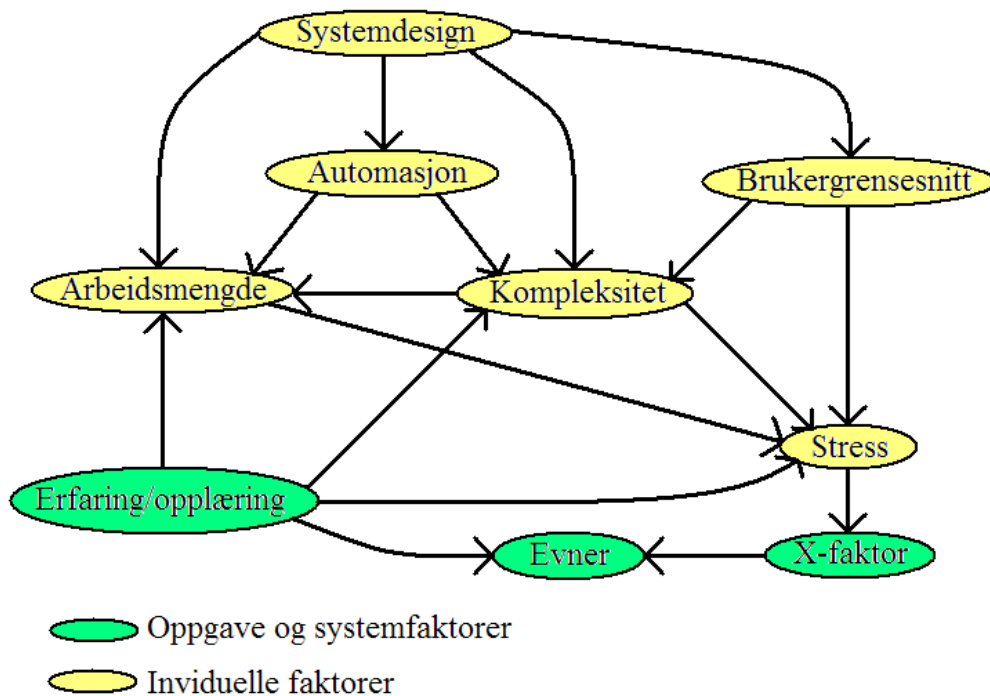 Systemdesign
Automasjon
Brukergrensesnitt
Arbeidsmengde
Kompleksitet
Stress
Erfaring/opplæring
Evner
X-faktor
Oppgave og systemfaktorer
Inviduelle faktorer